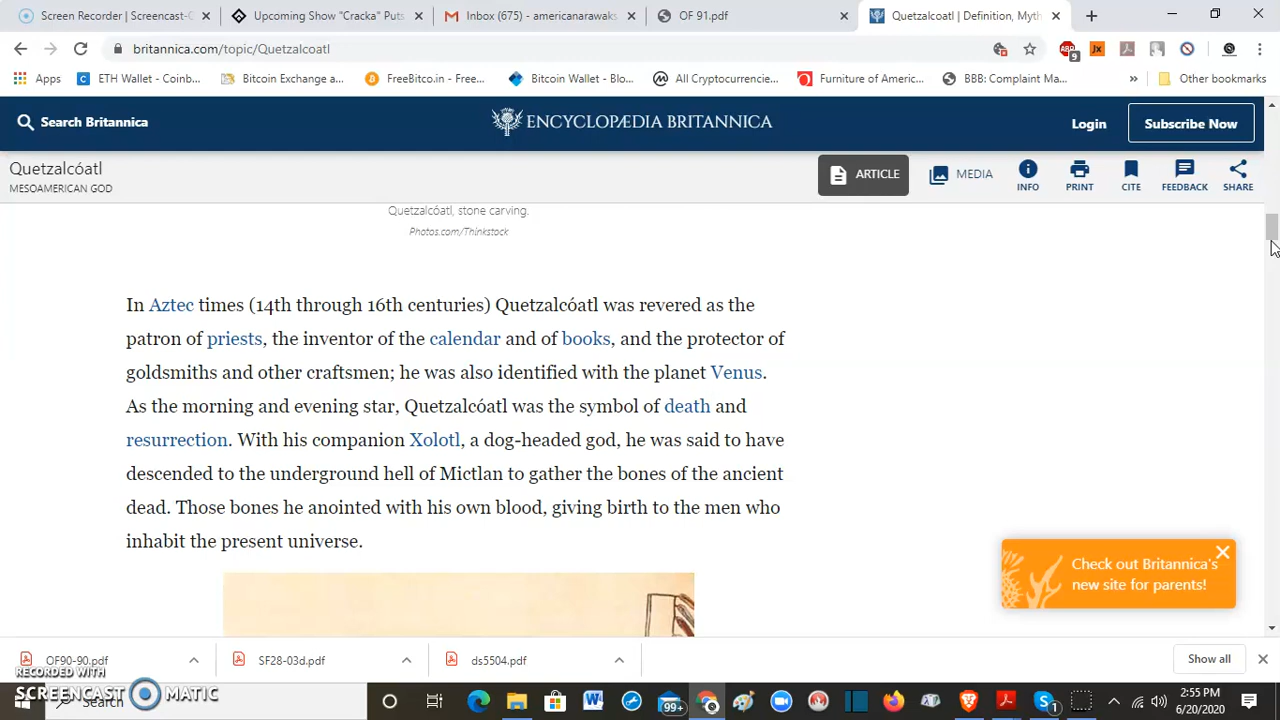 Screen Recorder | Screencast-O
Upcoming Show "Cracka" Puts
Inbox (675) - americanarawaks
OF 91.pdf
Quetzalcoatl | Definition, Myth
britannica.com/topic/Quetzalcoatl
9
Apps
ETH Wallet - Coinb...
Bitcoin Exchange a...
FreeBitco.in - Free...
Bitcoin Wallet - Blo...
All Cryptocurrencie...
Furniture of Americ...
BBB: Complaint Ma...
»
Other bookmarks
Search Britannica
ENCYCLOPÆDIA BRITANNICA
Login
Subscribe Now
Quetzalcóatl
MESOAMERICAN GOD
ARTICLE
MEDIA
INFO
PRINT
CITE
FEEDBACK
SHARE
Quetzalcóatl, stone carving.
Photos.com/Thinkstock
In Aztec times (14th through 16th centuries) Quetzalcóatl was revered as the
patron of priests, the inventor of the calendar and of books, and the protector of
goldsmiths and other craftsmen; he was also identified with the planet Venus.
As the morning and evening star, Quetzalcóatl was the symbol of death and
resurrection. With his companion Xolotl, a dog-headed god, he was said to have
descended to the underground hell of Mictlan to gather the bones of the ancient
dead. Those bones he anointed with his own blood, giving birth to the men who
inhabit the present universe.
Check out Britannica's
new site for parents!
OF90-90.pdf
SF28-03d.pdf
ds5504.pdf
Show all
RECORDED WITH
SCREENCAST MATIC
Search
99+
1
2:55 PM
6/20/2020